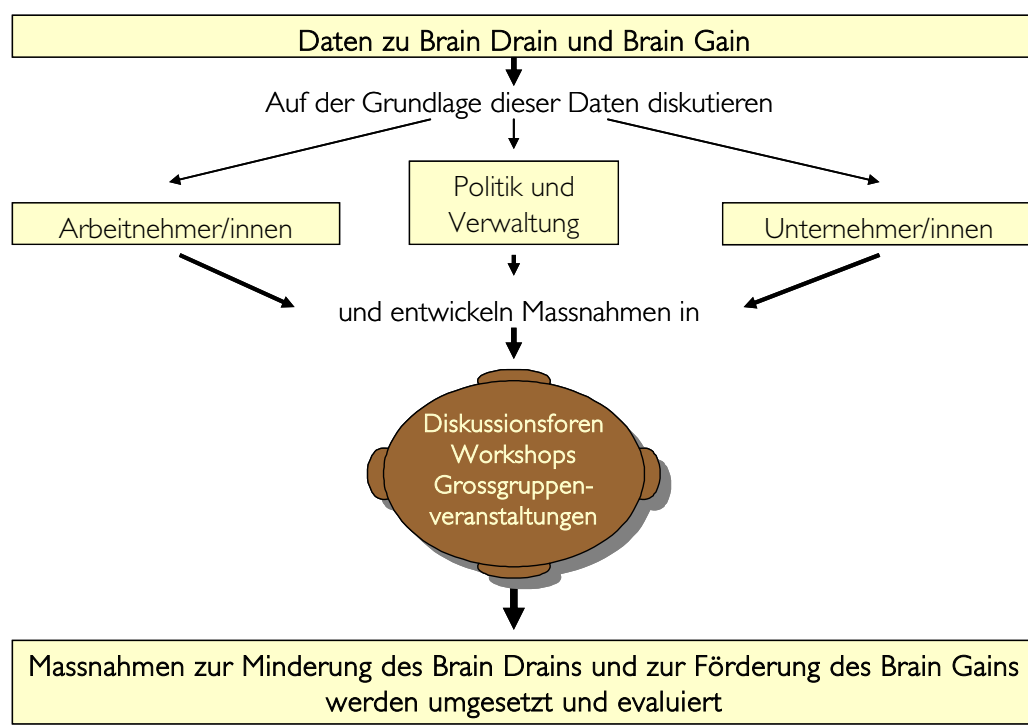 Daten zu Brain Drain und Brain Gain
Auf der Grundlage dieser Daten diskutieren
Arbeitnehmer/innen
Politik und
Verwaltung
Unternehmer/innen
und entwickeln Massnahmen in
Diskussionsforen
Workshops
Grossgruppen-
veranstaltungen
Massnahmen zur Minderung des Brain Drains und zur Förderung des Brain Gains
werden umgesetzt und evaluiert